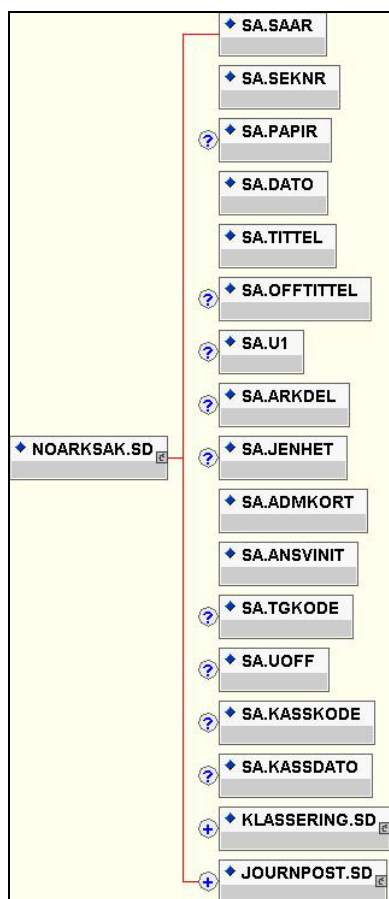 SA.SAAR
SA.SEKNR
? SA.PAPIR
SA.DATO
SA.TITTEL
? SA.OFFTITTEL
? SA.U1
? SA.ARKDEL
NOARKSAK.SD
? SA.JENHET
SA.ADMKORT
SA.ANSVINIT
? SA.TGKODE
? SA.UOFF
? SA.KASSKODE
? SA.KASSDATO
+ KLASSERING.SD
+ JOURNPOST.SD